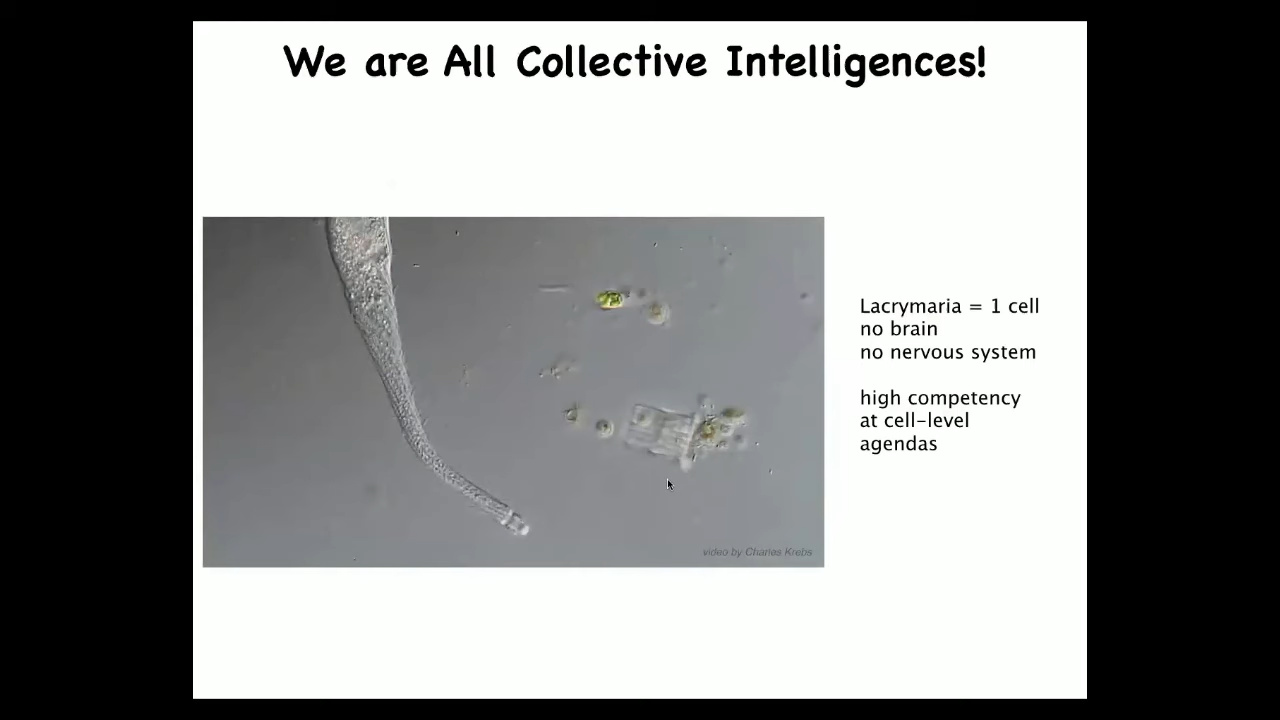 We are All Collective Intelligences!
Lacrymaria = 1 cell
no brain
no nervous system
high competency
at cell-level
agendas
video by Charles Krebs